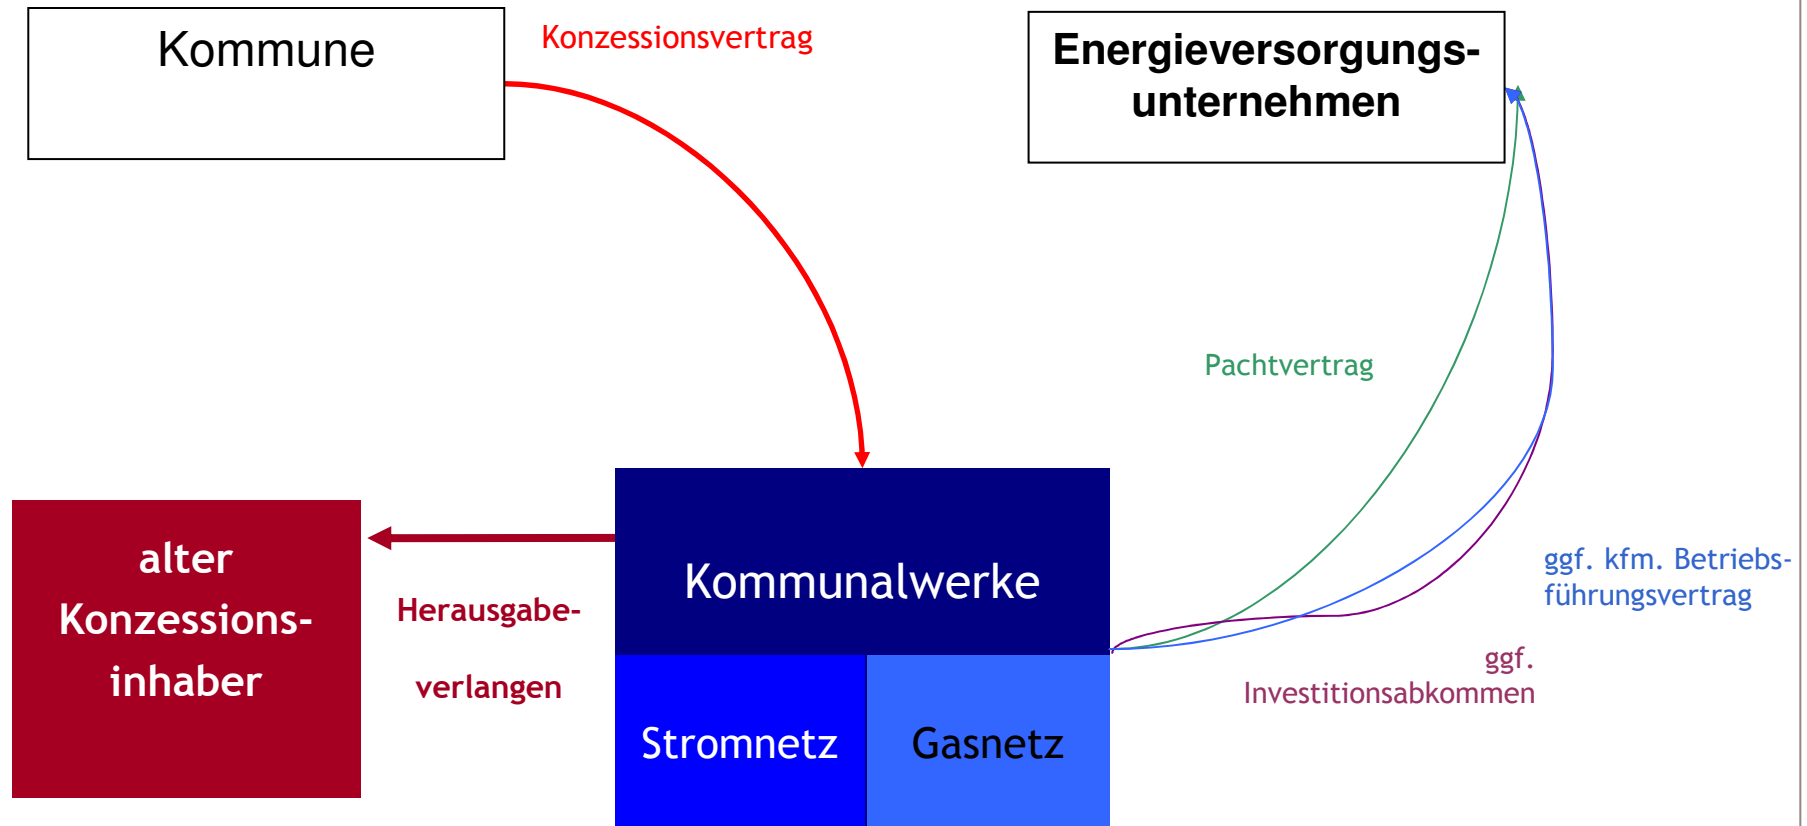 Kommune
Konzessionsvertrag
Energieversorgungs-
unternehmen
Pachtvertrag
alter
Konzessions-
inhaber
Herausgabe-
verlangen
Kommunalwerke
Stromnetz
Gasnetz
ggf. kfm. Betriebs-
führungsvertrag
ggf.
Investitionsabkommen